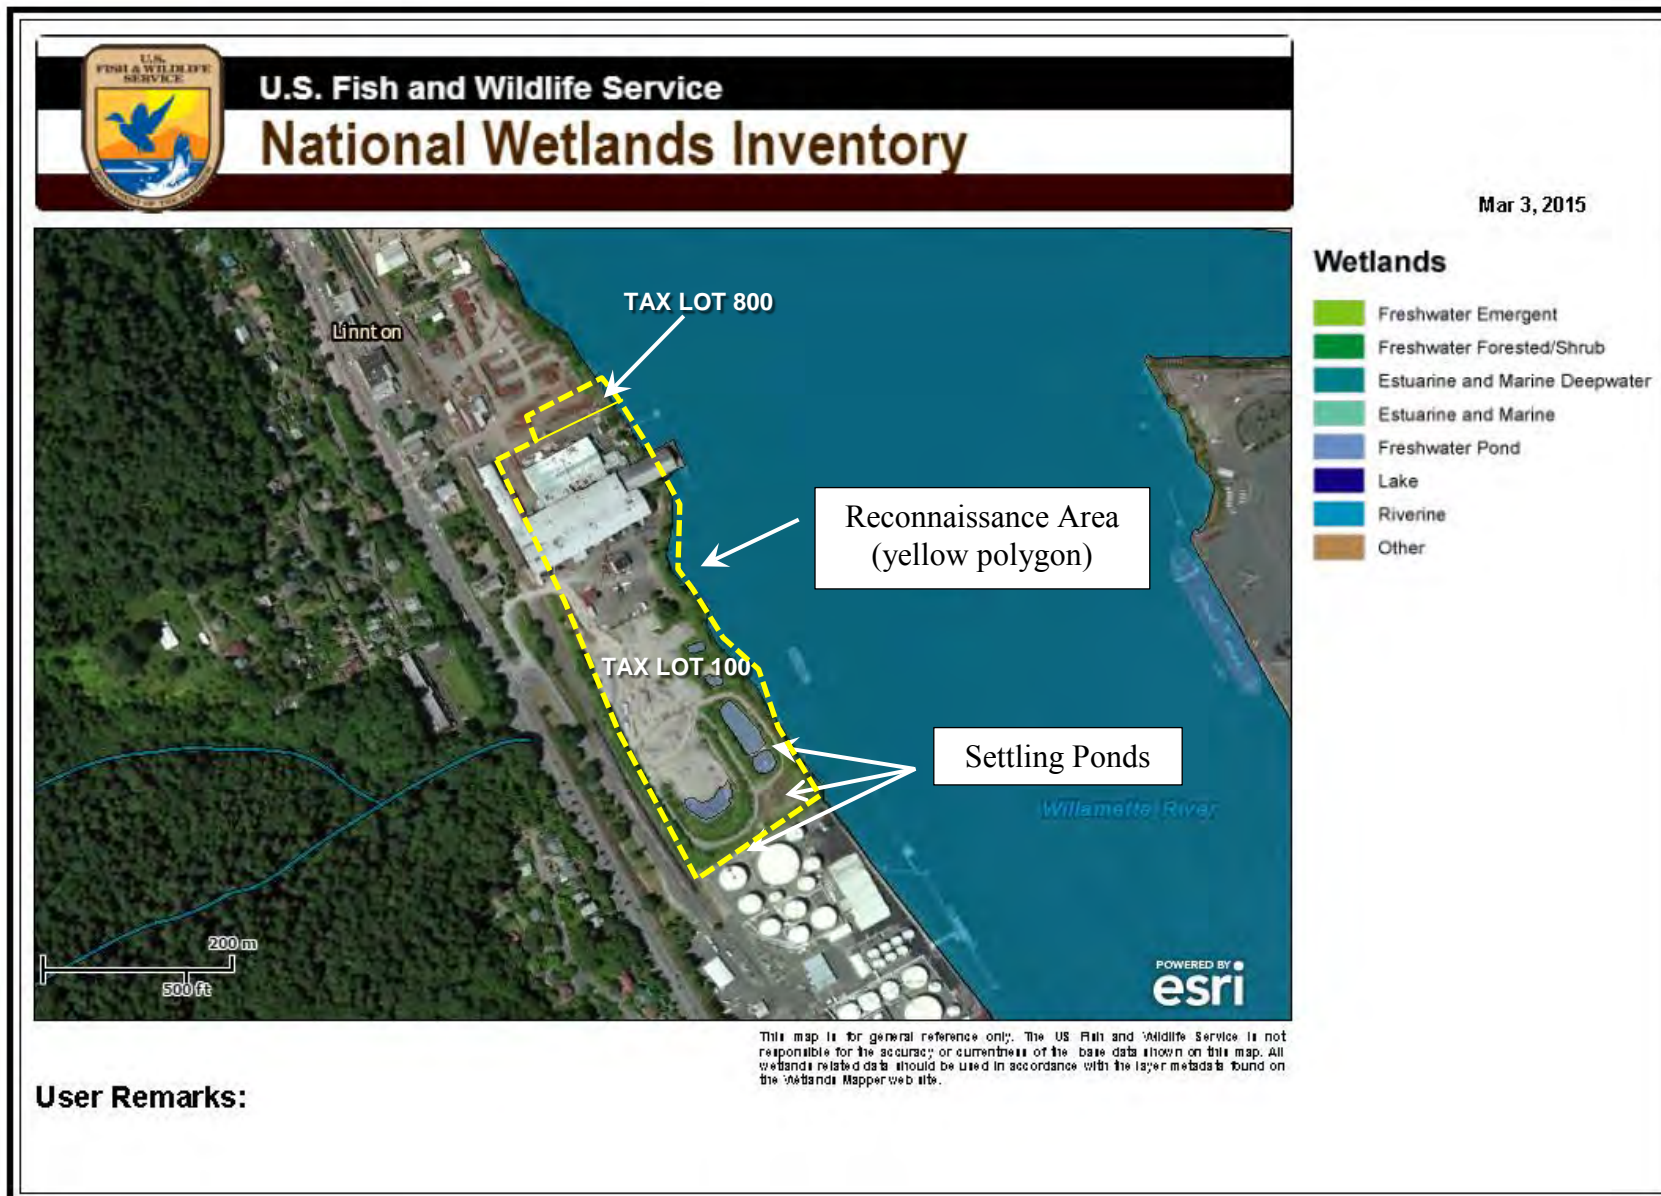 U.S.
FISH & WILDLIFE
SERVICE
DEPARTMENT OF THE INTERIOR
U.S. Fish and Wildlife Service
National Wetlands Inventory
Mar 3, 2015
Wetlands
Freshwater Emergent
Freshwater Forested/Shrub
Estuarine and Marine Deepwater
Estuarine and Marine
Freshwater Pond
Lake
Riverine
Other
TAX LOT 800
Linnton
Reconnaissance Area
(yellow polygon)
TAX LOT 100
Settling Ponds
Willamette River
200 m
500 ft
POWERED BY
esri
This map is for general reference only. The US Fish and Wildlife Service is not
responsible for the accuracy or currentness of the base data shown on this map. All
wetlands related data should be used in accordance with the layer metadata found on
the Wetlands Mapper web site.
User Remarks: